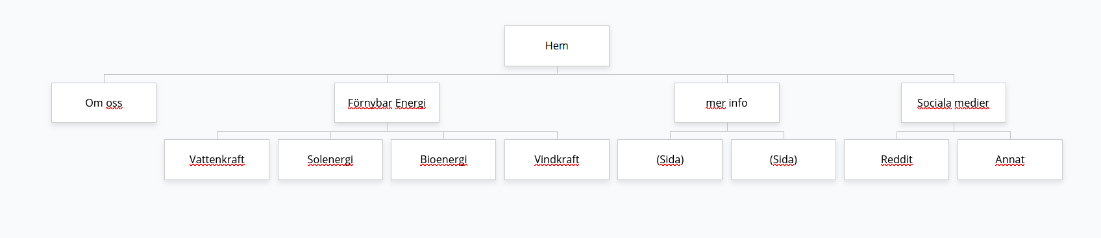 Hem
Om oss
Förnybar Energi
mer info
Sociala medier
Vattenkraft
Solenergi
Bioenergi
Vindkraft
(Sida)
(Sida)
Reddit
Annat